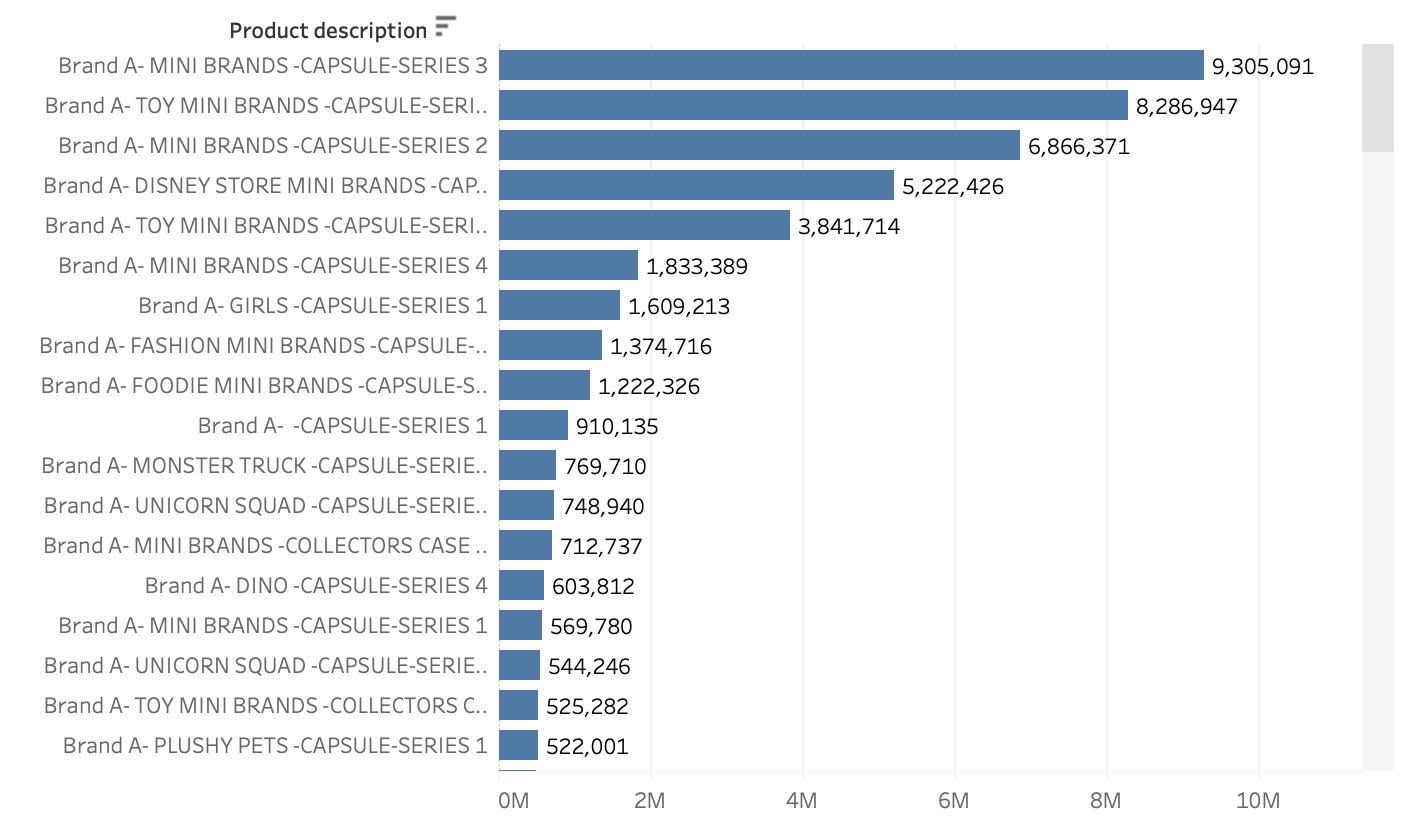 Product description
Brand A- MINI BRANDS -CAPSULE-SERIES 3 9,305,091
Brand A- TOY MINI BRANDS -CAPSULE-SERI.. 8,286,947
Brand A- MINI BRANDS -CAPSULE-SERIES 2 6,866,371
Brand A- DISNEY STORE MINI BRANDS -CAP.. 5,222,426
Brand A- TOY MINI BRANDS -CAPSULE-SERI.. 3,841,714
Brand A- MINI BRANDS -CAPSULE-SERIES 4 1,833,389
Brand A- GIRLS -CAPSULE-SERIES 1 1,609,213
Brand A- FASHION MINI BRANDS -CAPSULE-.. 1,374,716
Brand A- FOODIE MINI BRANDS -CAPSULE-S.. 1,222,326
Brand A-  -CAPSULE-SERIES 1 910,135
Brand A- MONSTER TRUCK -CAPSULE-SERIE.. 769,710
Brand A- UNICORN SQUAD -CAPSULE-SERIE.. 748,940
Brand A- MINI BRANDS -COLLECTORS CASE .. 712,737
Brand A- DINO -CAPSULE-SERIES 4 603,812
Brand A- MINI BRANDS -CAPSULE-SERIES 1 569,780
Brand A- UNICORN SQUAD -CAPSULE-SERIE.. 544,246
Brand A- TOY MINI BRANDS -COLLECTORS C.. 525,282
Brand A- PLUSHY PETS -CAPSULE-SERIES 1 522,001
0M 2M 4M 6M 8M 10M